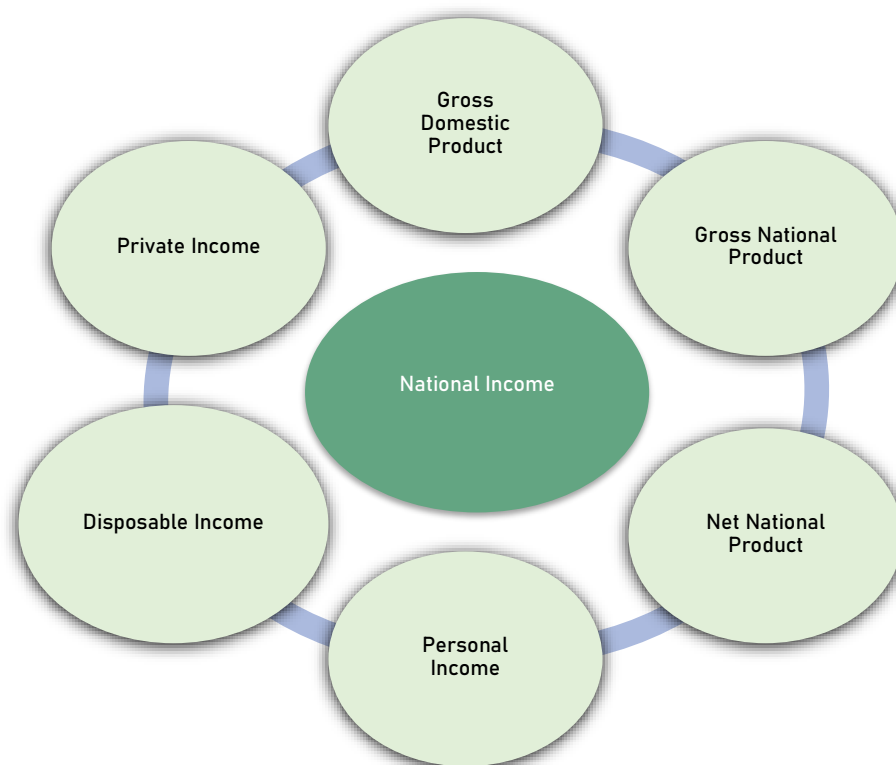 Gross
Domestic
Product
Gross National
Product
Net National
Product
Personal
Income
Disposable Income
Private Income
National Income